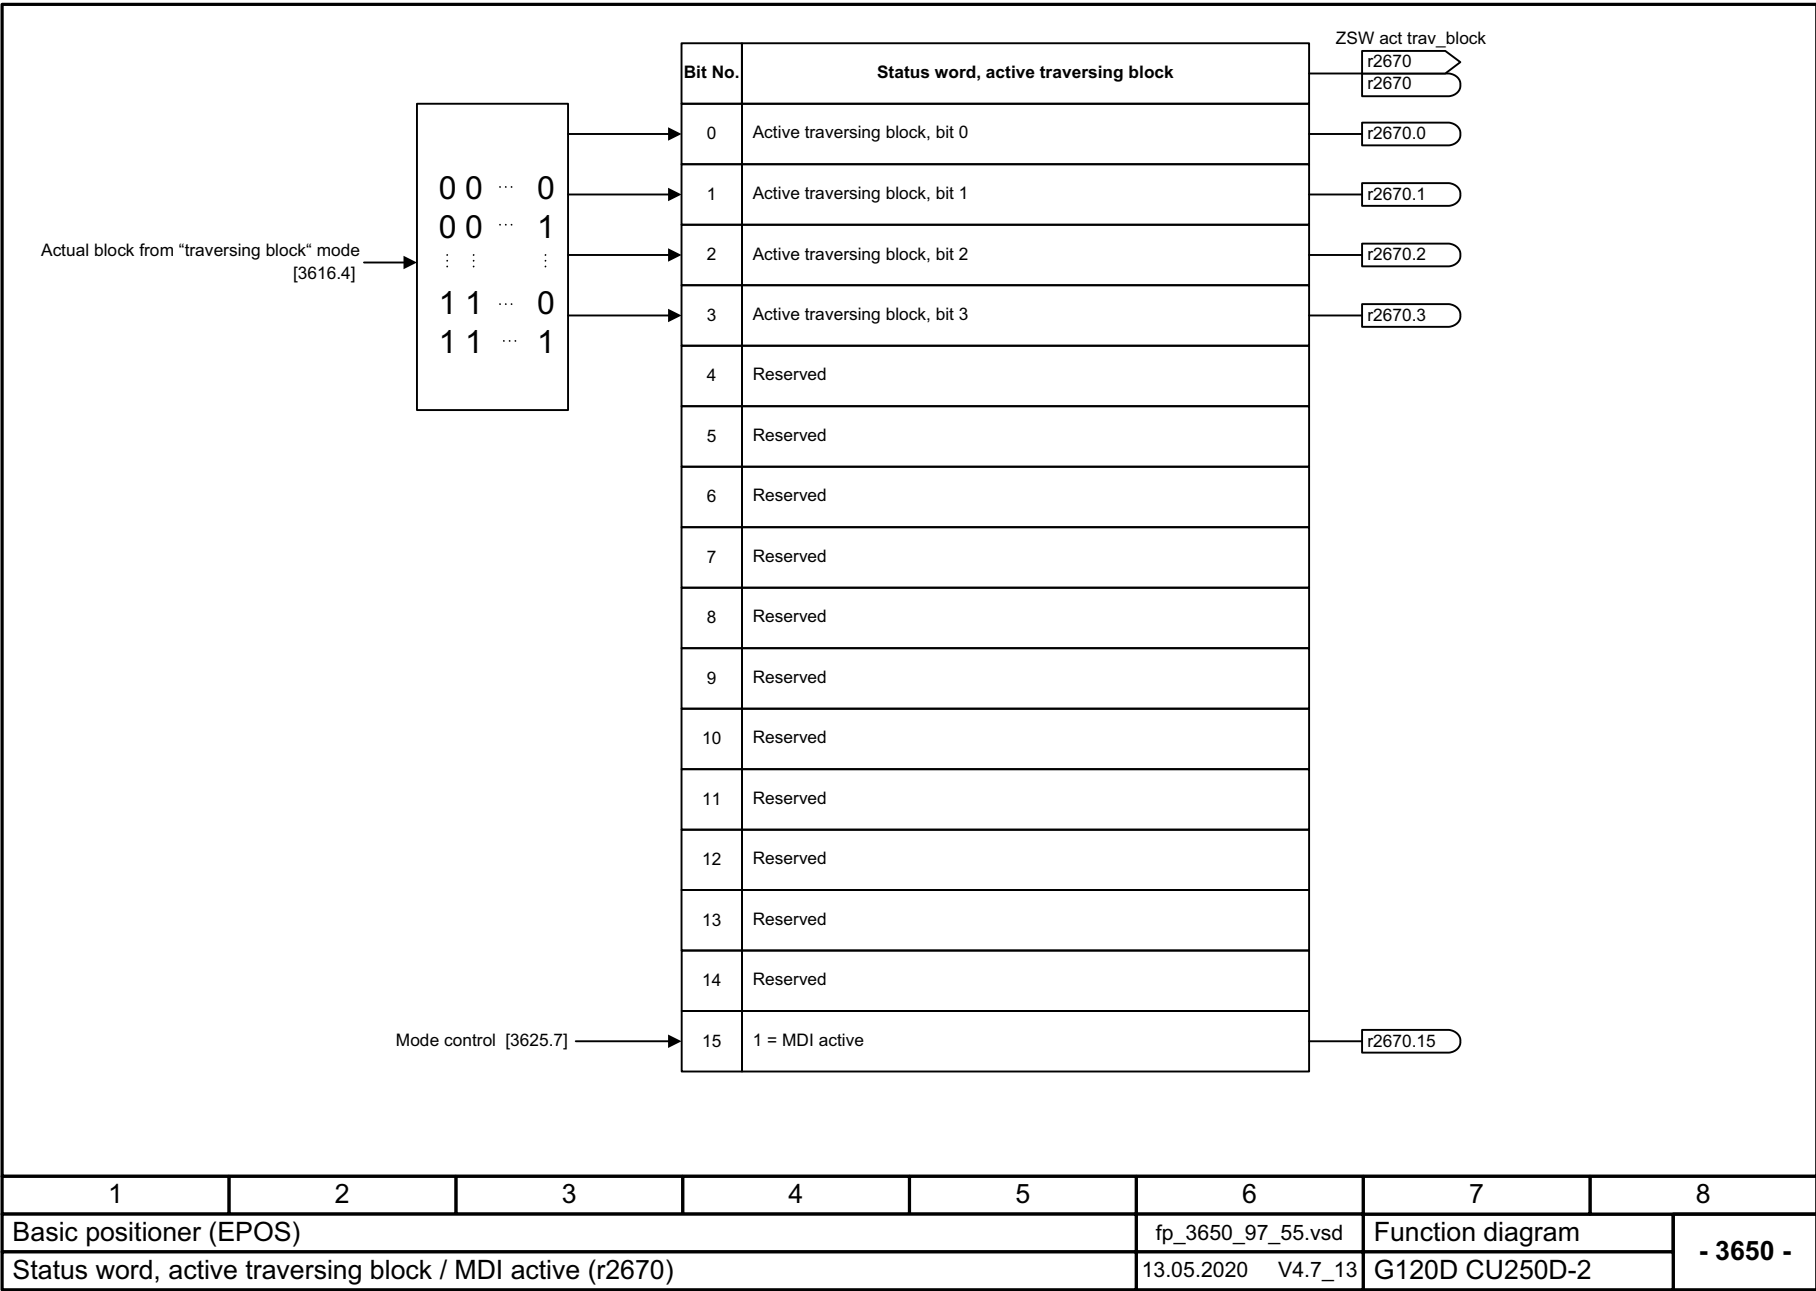 ZSW act trav_block
Bit No. Status word, active traversing block r2670
r2670
0 Active traversing block, bit 0 r2670.0
0 0 ... 0
1 Active traversing block, bit 1 r2670.1
0 0 ... 1
Actual block from “traversing block“ mode
[3616.4]
⋮ ⋮ ⋮
2 Active traversing block, bit 2 r2670.2
1 1 ... 0
3 Active traversing block, bit 3 r2670.3
1 1 ... 1
4 Reserved
5 Reserved
6 Reserved
7 Reserved
8 Reserved
9 Reserved
10 Reserved
11 Reserved
12 Reserved
13 Reserved
14 Reserved
Mode control [3625.7] 15 1 = MDI active r2670.15
1 2 3 4 5 6 7 8
Basic positioner (EPOS) fp_3650_97_55.vsd Function diagram
- 3650 -
Status word, active traversing block / MDI active (r2670) 13.05.2020 V4.7_13 G120D CU250D-2